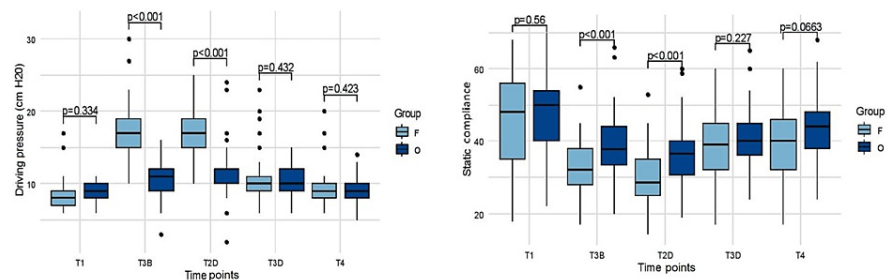 p<0.001
30
p<0.001
p=0.432
p=0.423
p=0.334
20
10
Driving pressure (cm H20)
T1
T3B
T2D
T3D
T4
Time points
Group
F
O
p=0.56
p<0.001
p<0.001
p=0.227
p=0.0663
60
40
20
Static compliance
T1
T3B
T2D
T3D
T4
Time points
Group
F
O